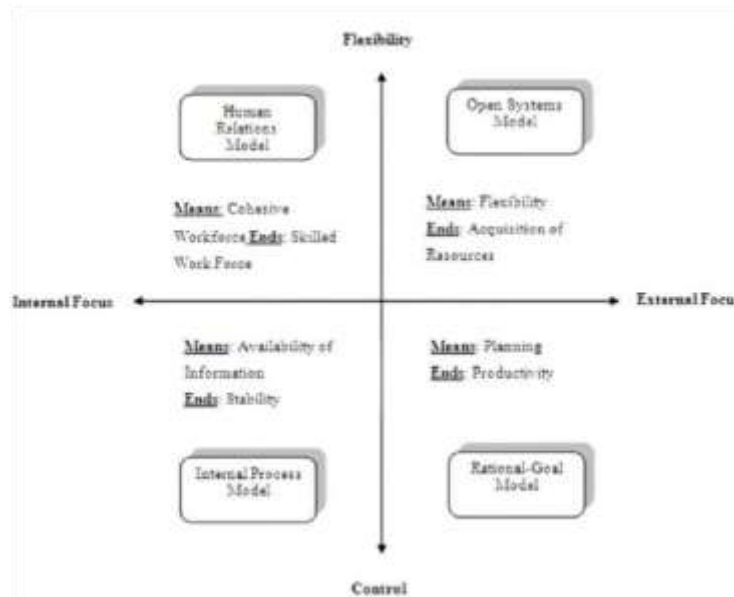 Flexibility
Human
Relations
Model
Open Systems
Model
Means: Cohesive
Workforce Ends: Skilled
Work Force
Means: Flexibility
Ends: Acquisition of
Resources
Internal Focus
External Focus
Means: Availability of
Information
Ends: Stability
Means: Planning
Ends: Productivity
Internal Process
Model
Rational-Goal
Model
Control